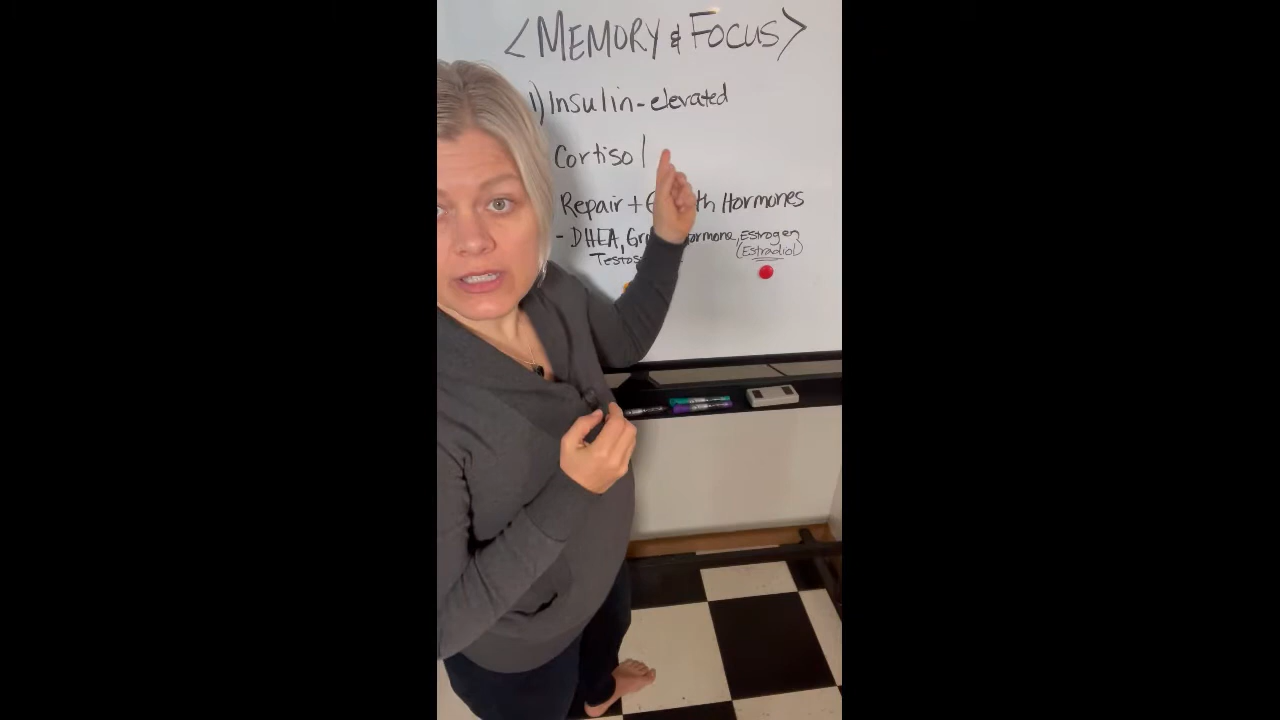 <MEMORY & FOCUS>
1) Insulin-elevated
Cortisol
Repair + Hormones
- DHEA, Estrogen
(Estradiol)